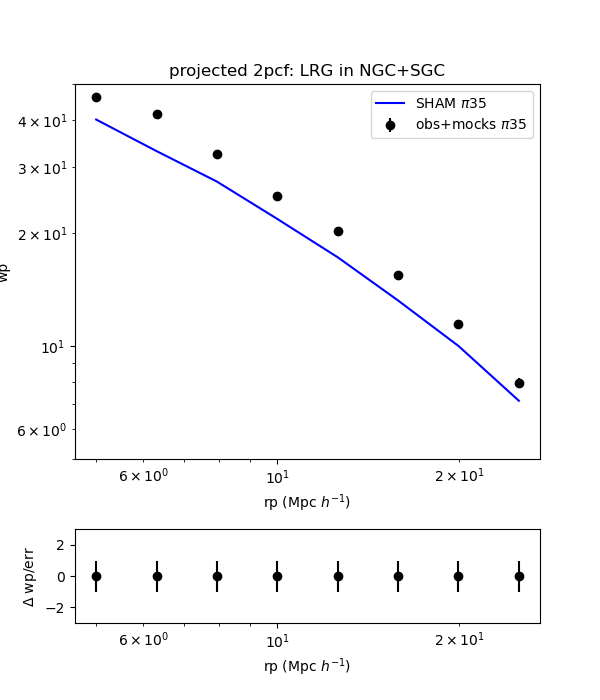 projected 2pcf: LRG in NGC+SGC
SHAM π35
obs+mocks π35
4 × 10¹
3 × 10¹
2 × 10¹
10¹
6 × 10⁰
wp
6 × 10⁰ 10¹ 2 × 10¹
rp (Mpc h⁻¹)
2
0
−2
Δ wp/err
6 × 10⁰ 10¹ 2 × 10¹
rp (Mpc h⁻¹)